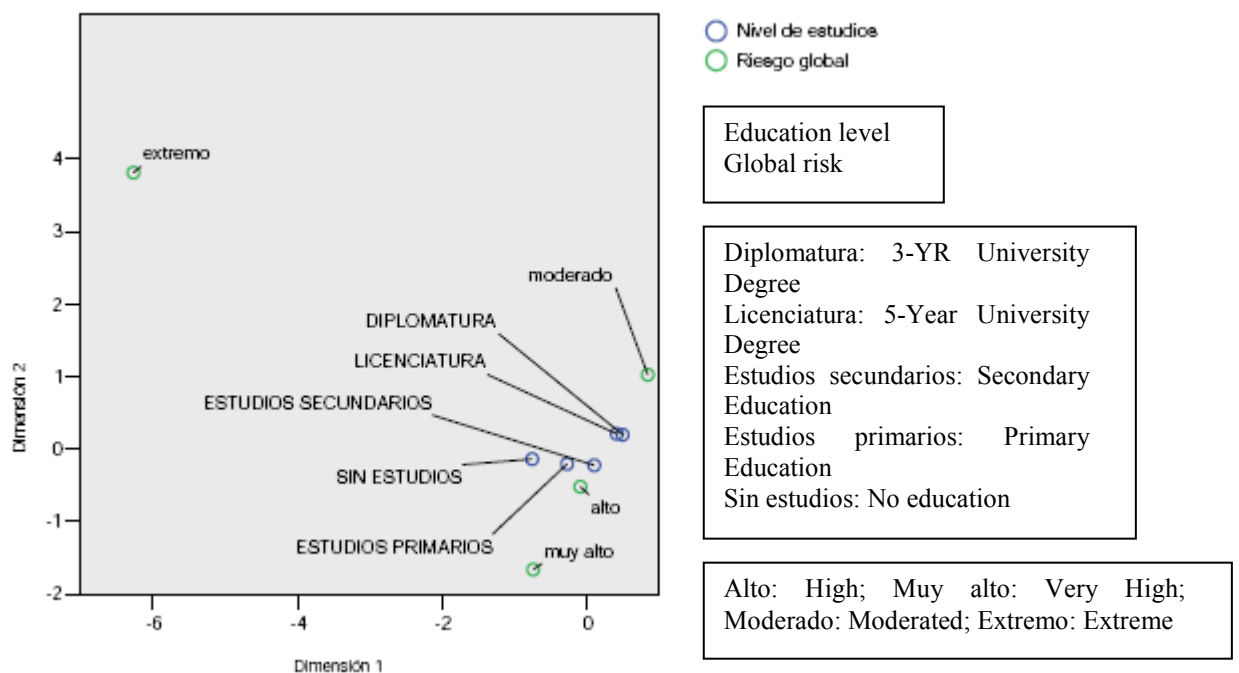 Nivel de estudios
Riesgo global
Education level
Global risk
Diplomatura: 3-YR University
Degree
Licenciatura: 5-Year University
Degree
Estudios secundarios: Secondary
Education
Estudios primarios: Primary
Education
Sin estudios: No education
Alto: High; Muy alto: Very High;
Moderado: Moderated; Extremo: Extreme
extremo
moderado
DIPLOMATURA
LICENCIATURA
ESTUDIOS SECUNDARIOS
SIN ESTUDIOS
alto
ESTUDIOS PRIMARIOS
muy alto
Dimensión 2
4
3
2
1
0
-1
-2
-6
-4
-2
0
Dimensión 1